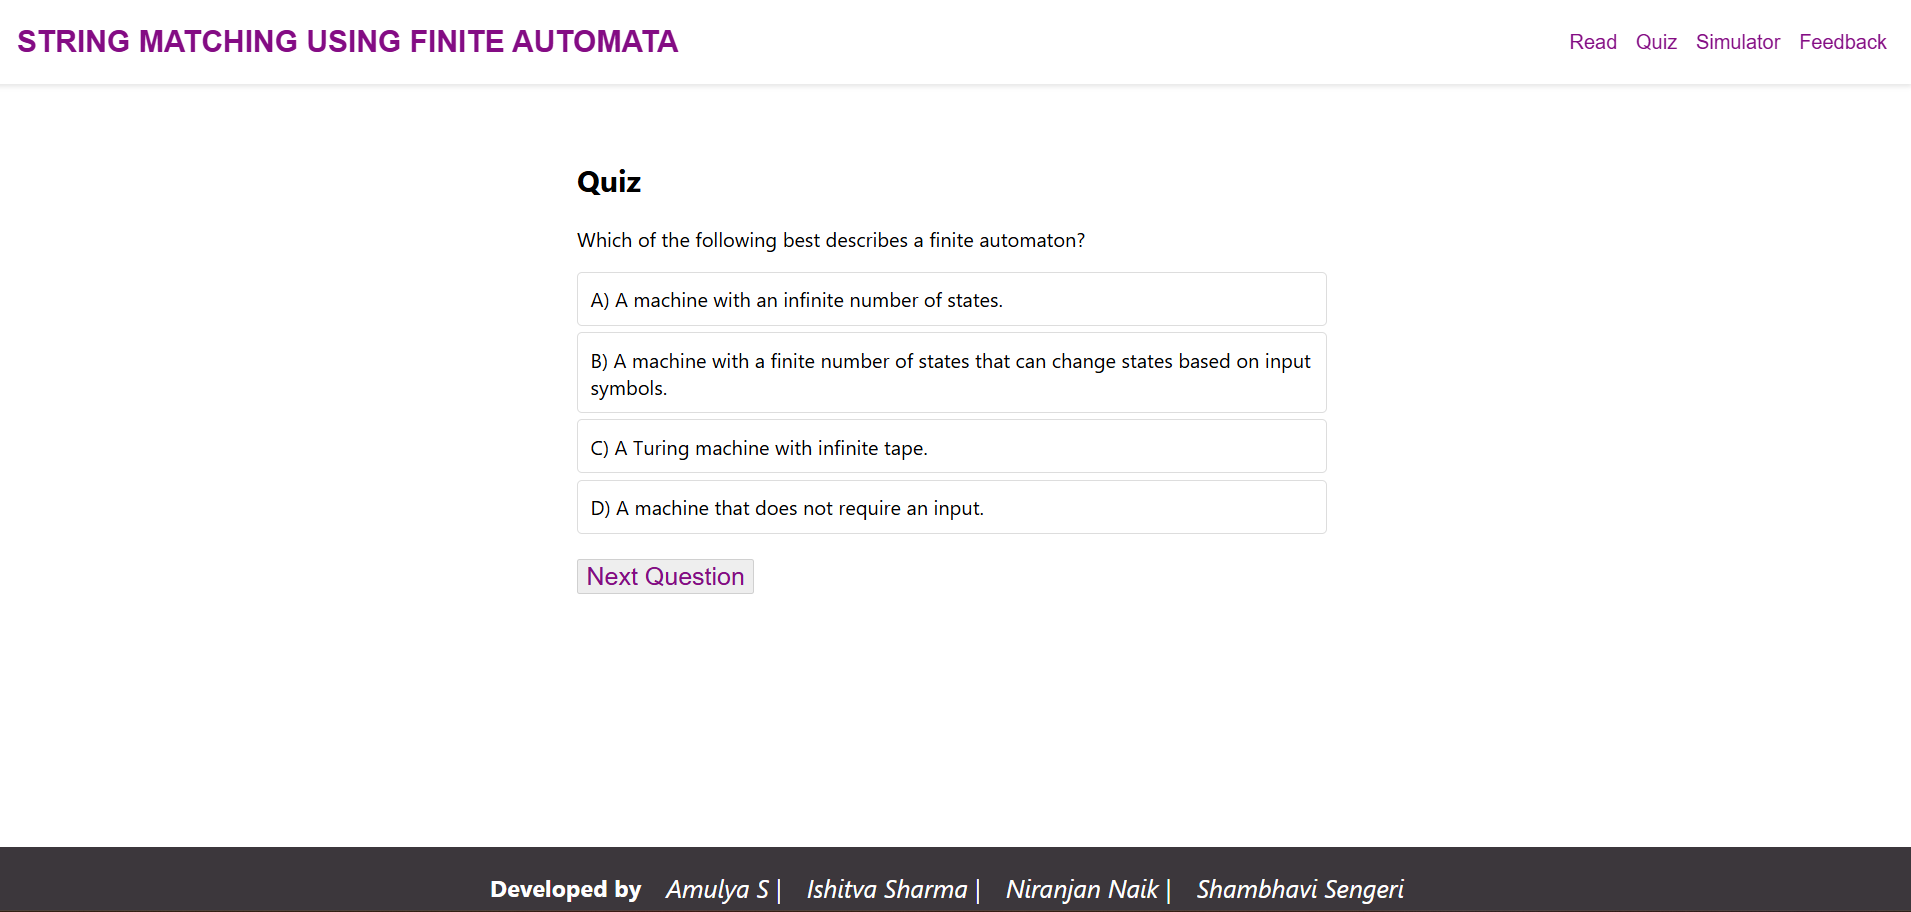 STRING MATCHING USING FINITE AUTOMATA
Read Quiz Simulator Feedback
Quiz
Which of the following best describes a finite automaton?
A) A machine with an infinite number of states.
B) A machine with a finite number of states that can change states based on input
symbols.
C) A Turing machine with infinite tape.
D) A machine that does not require an input.
Next Question
Developed by Amulya S | Ishitva Sharma | Niranjan Naik | Shambhavi Sengeri